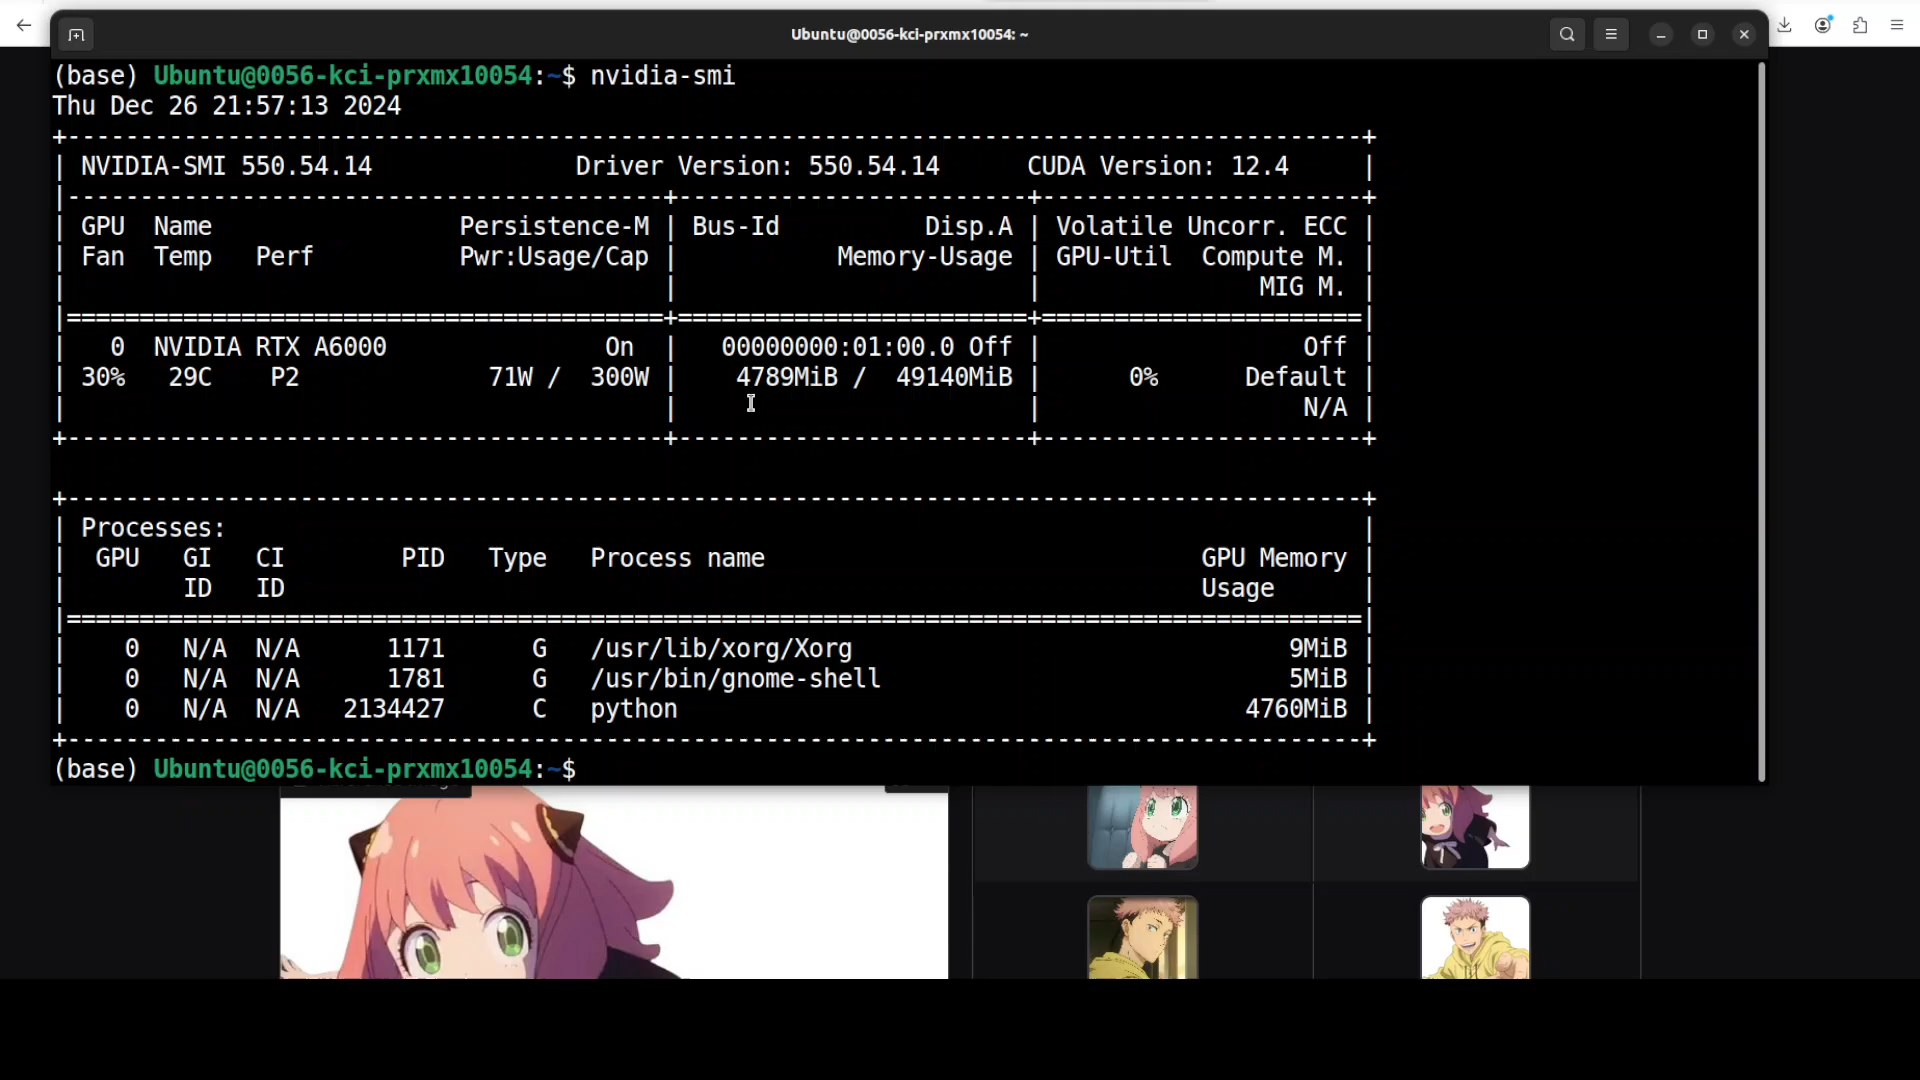 Ubuntu@0056-kci-prxmx10054: ~
(base) Ubuntu@0056-kci-prxmx10054:~$ nvidia-smi
Thu Dec 26 21:57:13 2024
+-----------------------------------------------------------------------------------------+
| NVIDIA-SMI 550.54.14              Driver Version: 550.54.14      CUDA Version: 12.4     |
|-----------------------------------------+------------------------+----------------------+
| GPU  Name                 Persistence-M | Bus-Id          Disp.A | Volatile Uncorr. ECC |
| Fan  Temp   Perf          Pwr:Usage/Cap |           Memory-Usage | GPU-Util  Compute M. |
|                                         |                        |               MIG M. |
|=========================================+========================+======================|
|   0  NVIDIA RTX A6000               On  |   00000000:01:00.0 Off |                  Off |
| 30%   29C    P2             71W /  300W |    4789MiB /  49140MiB |      0%      Default |
|                                         |                        |                  N/A |
+-----------------------------------------+------------------------+----------------------+
+-----------------------------------------------------------------------------------------+
| Processes:                                                                              |
|  GPU   GI   CI        PID   Type   Process name                              GPU Memory |
|        ID   ID                                                               Usage      |
|=========================================================================================|
|    0   N/A  N/A      1171      G   /usr/lib/xorg/Xorg                              9MiB |
|    0   N/A  N/A      1781      G   /usr/bin/gnome-shell                            5MiB |
|    0   N/A  N/A   2134427      C   python                                       4760MiB |
+-----------------------------------------------------------------------------------------+
(base) Ubuntu@0056-kci-prxmx10054:~$